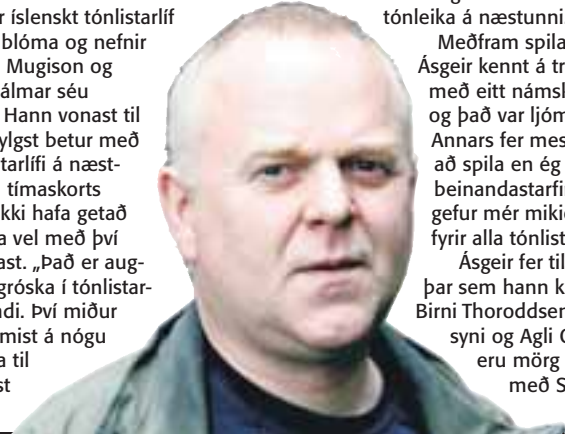 r íslenskt tónlistarlíf
blóma og nefnir
Mugison og
álmar séu
Hann vonast til
ylgst betur með
tarlífi á næst-
tímaskorts
kki hafa getað
a vel með því
ast. „Það er aug-
gróska í tónlistar-
ndi. Því miður
mist á nógu
a til
st
tónleika á næstunni.
Meðfram spila
Ásgeir kennt á tr
með eitt námsk
og það var ljóm
Annars fer mes
að spila en ég
beinandastarfi
gefur mér miki
fyrir alla tónlist
Ásgeir fer til
þar sem hann k
Birni Thoroddsen
syni og Agli
eru mörg
með S